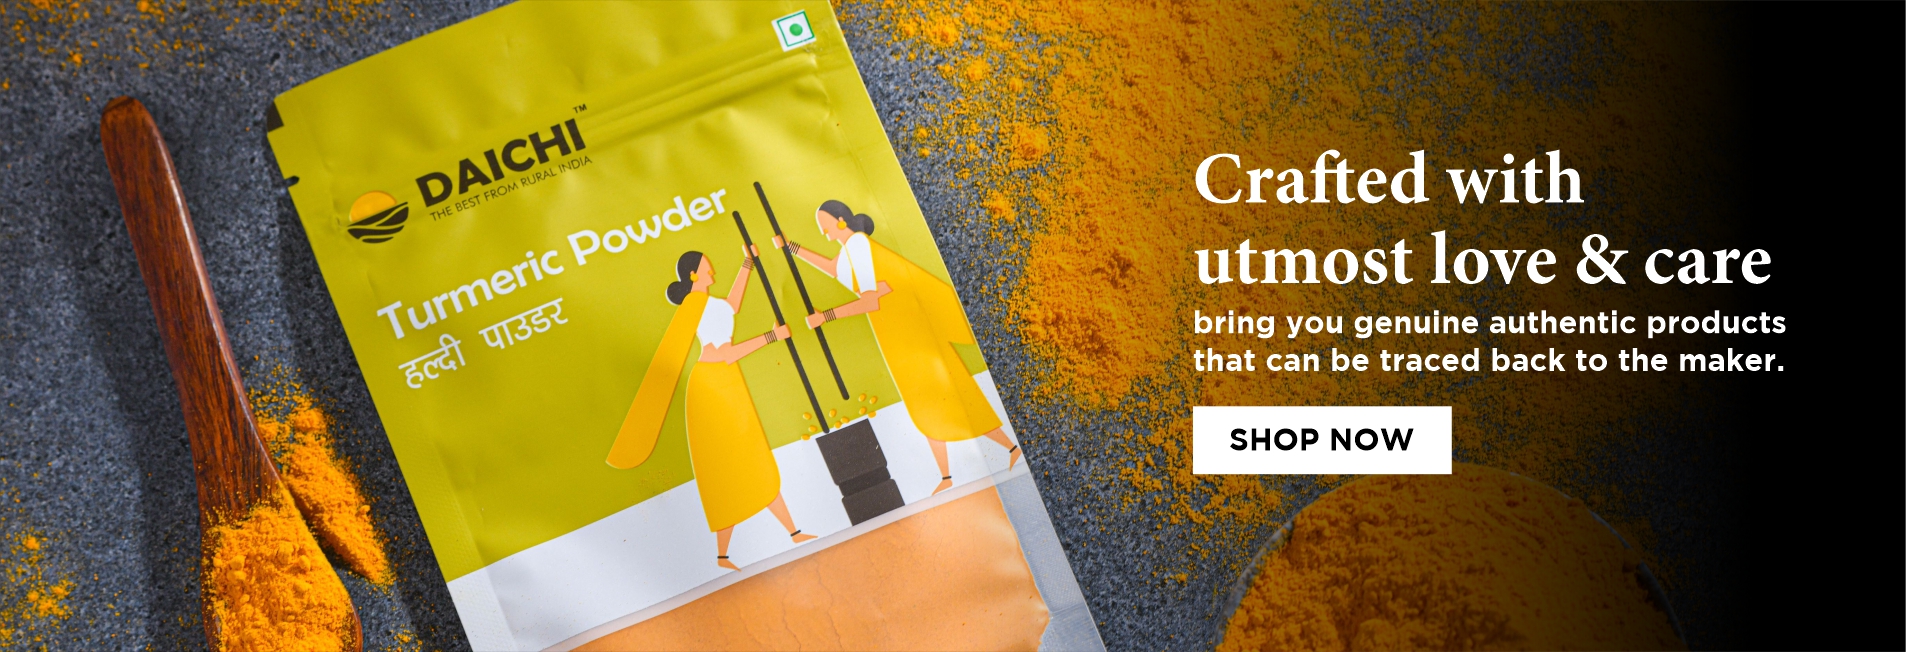 DAICHI™
THE BEST FROM RURAL INDIA
Turmeric Powder
हल्दी पाउडर
Crafted with
utmost love & care
bring you genuine authentic products
that can be traced back to the maker.
SHOP NOW